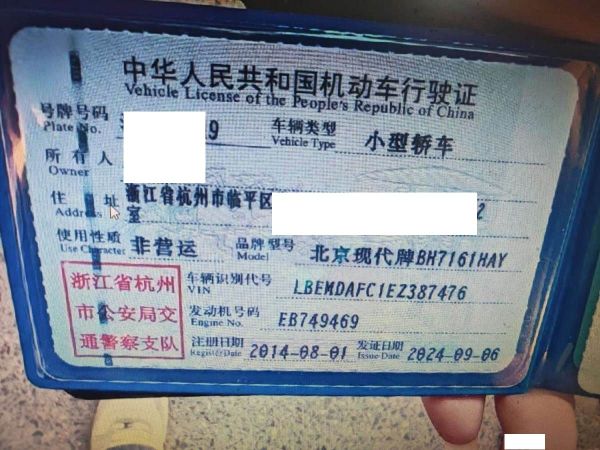 中华人民共和国机动车行驶证
Vehicle License of the People's Republic of China
号牌号码 9 车辆类型 小型轿车
Plate No. Vehicle Type
所有人
Owner
住址 浙江省杭州市临平区 2
Address 室
使用性质 非营运 品牌型号 北京现代牌BH7161HAY
Use Character Model
浙江省杭州 车辆识别代号 LBEMDAFC1EZ387476
VIN
市公安局交 发动机号码 EB749469
Engine No.
通警察支队 注册日期 2014-08-01 发证日期 2024-09-06
Register Date Issue Date